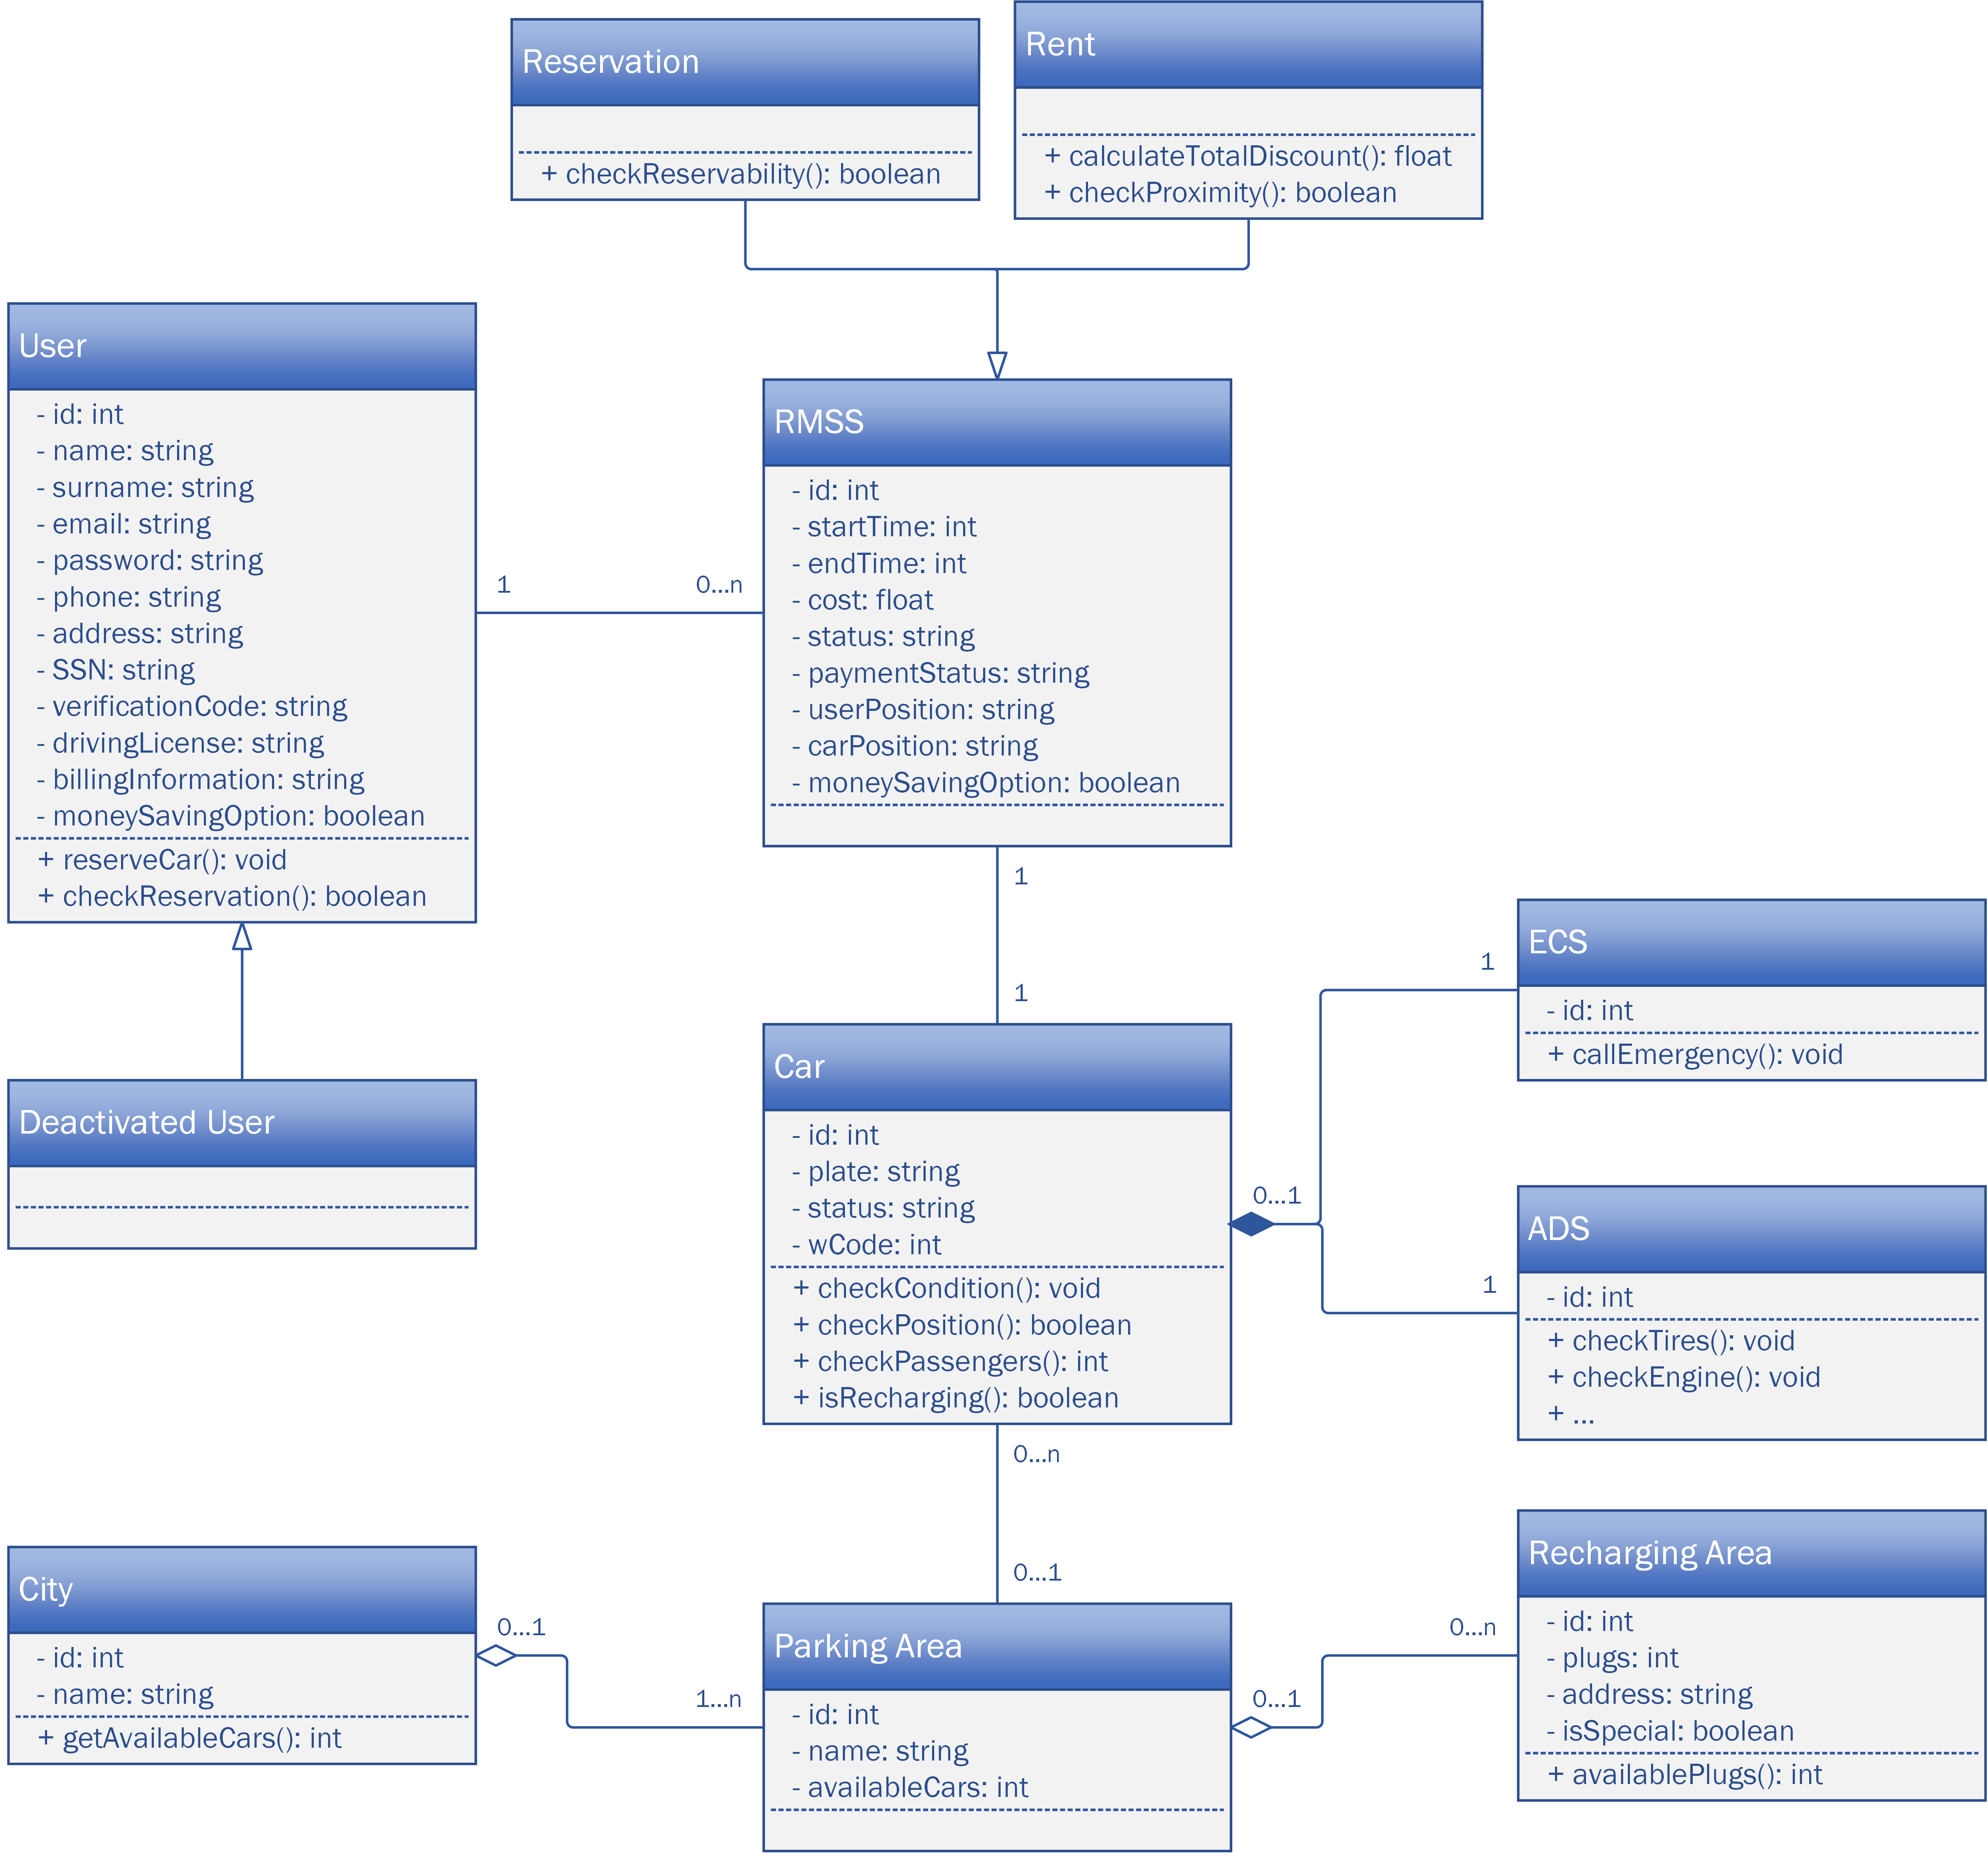 Reservation
+ checkReservability(): boolean
Rent
+ calculateTotalDiscount(): float
+ checkProximity(): boolean
User
- id: int
- name: string
- surname: string
- email: string
- password: string
- phone: string
- address: string
- SSN: string
- verificationCode: string
- drivingLicense: string
- billingInformation: string
- moneySavingOption: boolean
+ reserveCar(): void
+ checkReservation(): boolean
1
0...n
RMSS
- id: int
- startTime: int
- endTime: int
- cost: float
- status: string
- paymentStatus: string
- userPosition: string
- carPosition: string
- moneySavingOption: boolean
1
1
Deactivated User
Car
- id: int
- plate: string
- status: string
- wCode: int
+ checkCondition(): void
+ checkPosition(): boolean
+ checkPassengers(): int
+ isRecharging(): boolean
0...1
1
ECS
- id: int
+ callEmergency(): void
1
ADS
- id: int
+ checkTires(): void
+ checkEngine(): void
+ ...
0...n
0...1
City
- id: int
- name: string
+ getAvailableCars(): int
0...1
1...n
Parking Area
- id: int
- name: string
- availableCars: int
0...1
0...n
Recharging Area
- id: int
- plugs: int
- address: string
- isSpecial: boolean
+ availablePlugs(): int